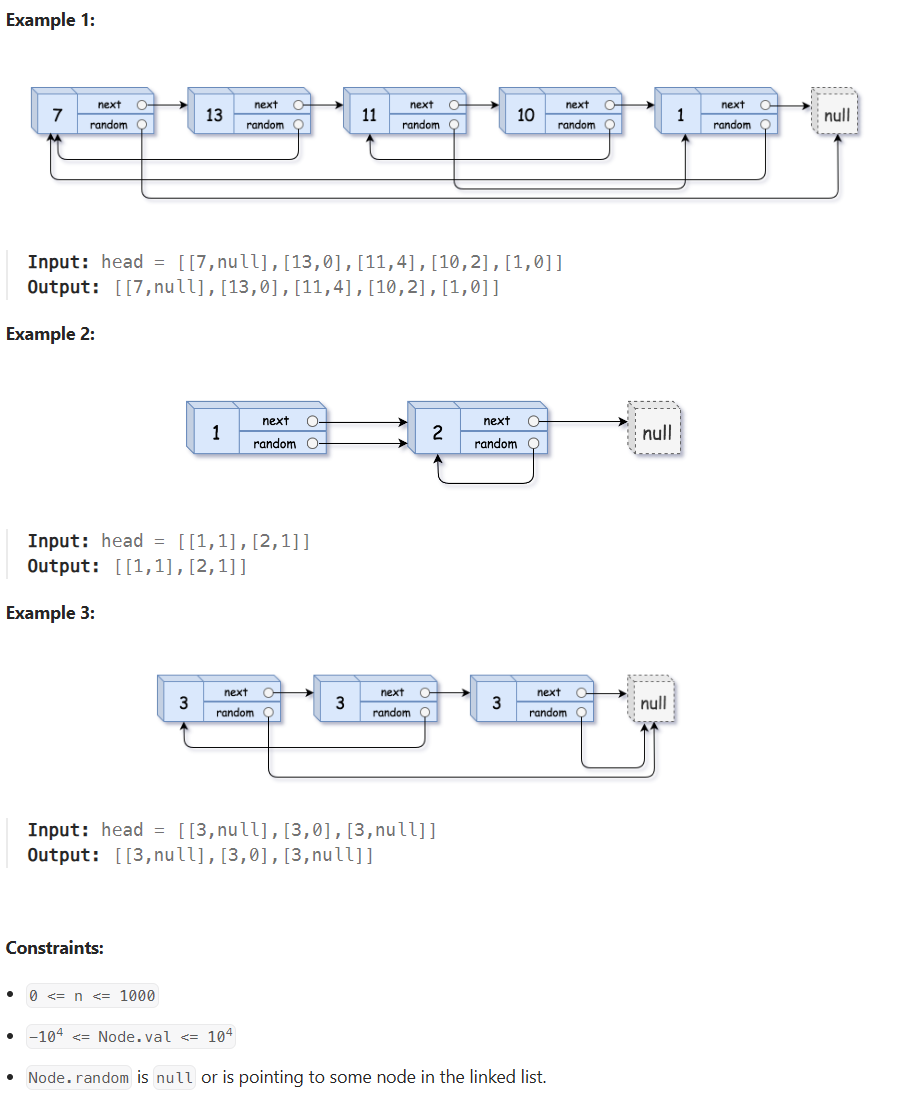 Example 1:
7 next random 13 next random 11 next random 10 next random 1 next random null
Input: head = [[7,null],[13,0],[11,4],[10,2],[1,0]]
Output: [[7,null],[13,0],[11,4],[10,2],[1,0]]
Example 2:
1 next random 2 next random null
Input: head = [[1,1],[2,1]]
Output: [[1,1],[2,1]]
Example 3:
3 next random 3 next random 3 next random null
Input: head = [[3,null],[3,0],[3,null]]
Output: [[3,null],[3,0],[3,null]]
Constraints:
• 0 <= n <= 1000
• -10⁴ <= Node.val <= 10⁴
• Node.random is null or is pointing to some node in the linked list.